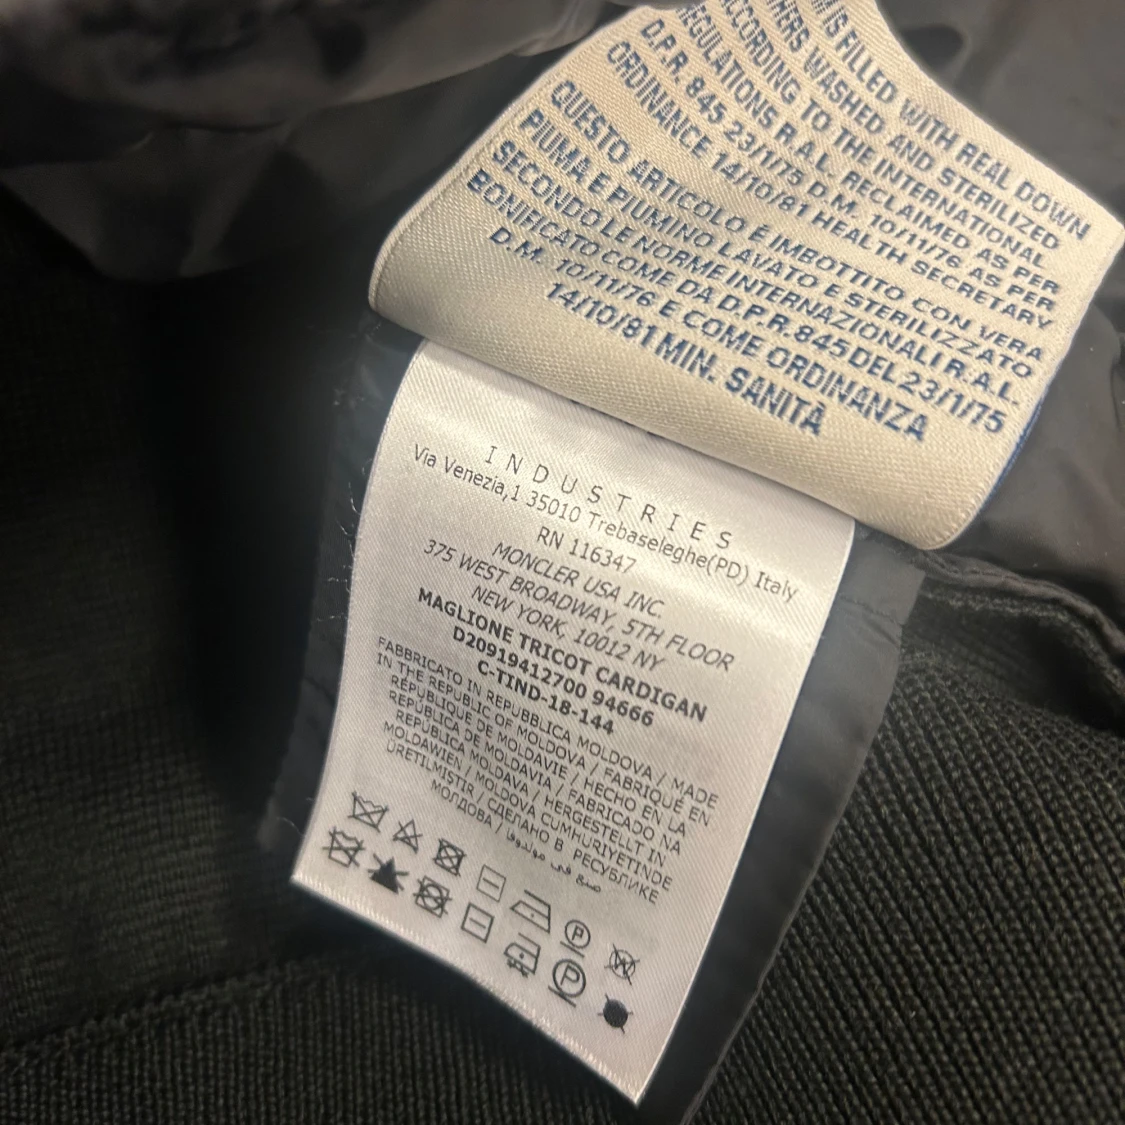 IS FILLED WITH REAL DOWN
WASHED AND STERILIZED
ACCORDING TO THE INTERNATIONAL
REGULATIONS R.A.L. RECLAIMED AS PER
D.P.R. 845 23/1/75 D.M. 10/11/76 AS PER
ORDINANCE 14/10/81 HEALTH SECRETARY
QUESTO ARTICOLO È IMBOTTITO CON VERA
PIUMA E PIUMINO LAVATO E STERILIZZATO
SECONDO LE NORME INTERNAZIONALI R.A.L.
BONIFICATO COME DA D.P.R. 845 DEL 23/1/75
D.M. 10/11/76 E COME ORDINANZA
14/10/81 MIN. SANITÀ
INDUSTRIES
Via Venezia,1 35010 Trebaseleghe(PD) Italy
RN 116347
MONCLER USA INC.
375 WEST BROADWAY, 5TH FLOOR
NEW YORK, 10012 NY
MAGLIONE TRICOT CARDIGAN
D20919412700 94666
C-TIND-18-144
FABBRICATO IN REPUBBLICA MOLDOVA / MADE
IN THE REPUBLIC OF MOLDOVA / FABRIQUÉ EN
RÉPUBLIQUE DE MOLDAVIE / HECHO EN LA
REPÚBLICA DE MOLDAVIA / FABRICADO NA
REPÚBLICA MOLDAVA / HERGESTELLT IN
MOLDAWIEN / MOLDOVA CUMHURIYETINDE
ÜRETILMISTIR / СДЕЛАНО В РЕСУБЛИКЕ
МОЛДОВА / صنع في مولدوفا
P W
P